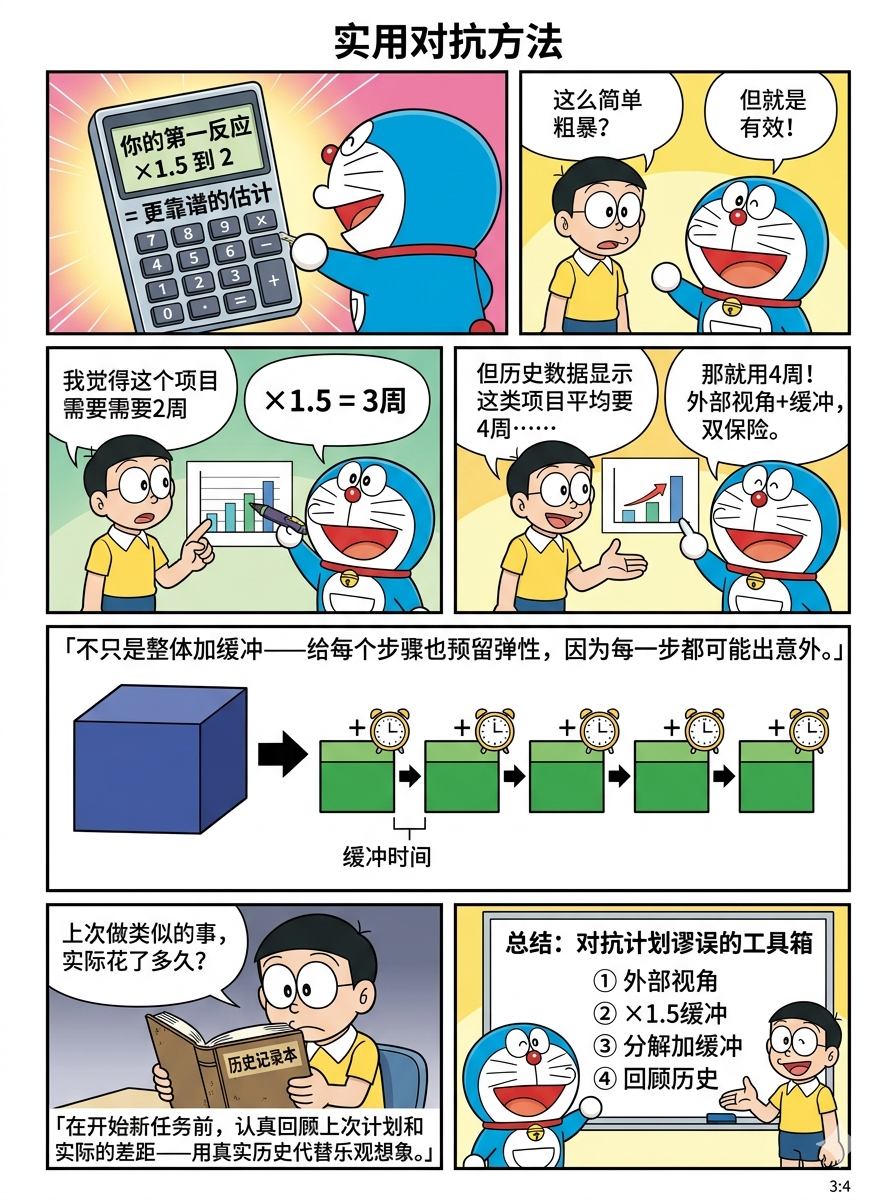 实用对抗方法
你的第一反应
×1.5 到 2
= 更靠谱的估计
7 8 9 ×
4 5 6 −
1 2 3 +
0 · =
这么简单
粗暴？
但就是
有效！
我觉得这个项目
需要需要2周
×1.5 = 3周
但历史数据显示
这类项目平均要
4周……
那就用4周！
外部视角+缓冲，
双保险。
「不只是整体加缓冲——给每个步骤也预留弹性，因为每一步都可能出意外。」
+ + + + +
缓冲时间
上次做类似的事，
实际花了多久？
历史记录本
「在开始新任务前，认真回顾上次计划和
实际的差距——用真实历史代替乐观想象。」
总结：对抗计划谬误的工具箱
① 外部视角
② ×1.5缓冲
③ 分解加缓冲
④ 回顾历史
3:4